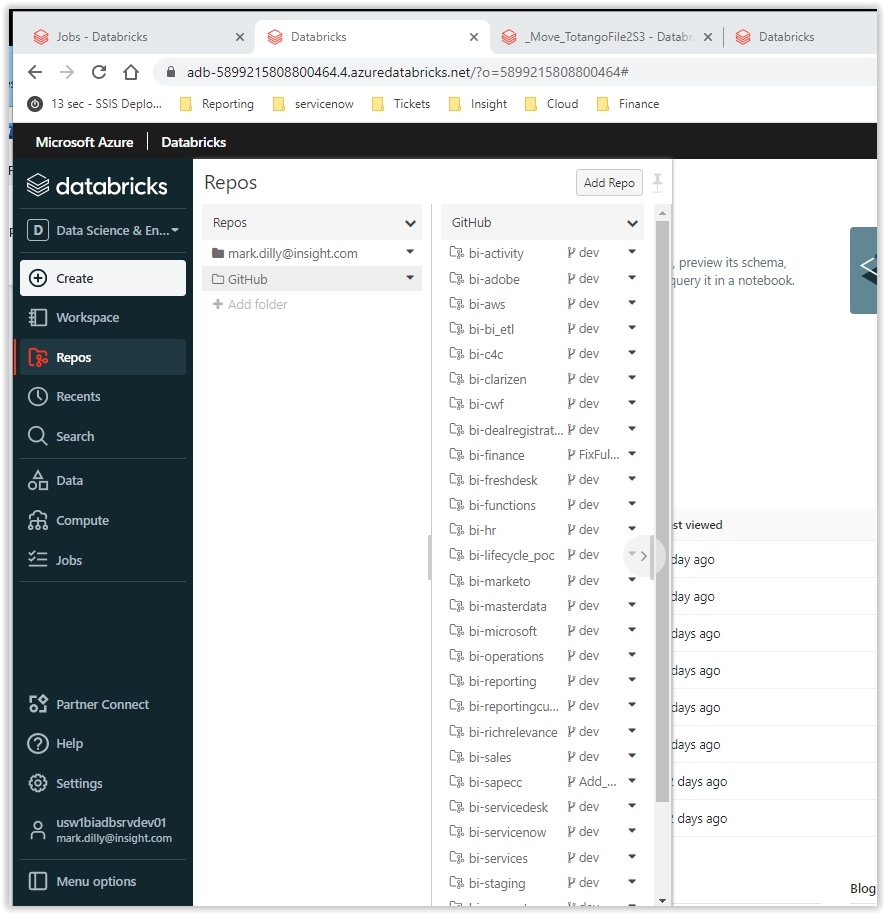 Jobs - Databricks
Databricks
_Move_TotangoFile2S3 - Databri
Databricks
adb-5899215808800464.4.azuredatabricks.net/?o=5899215808800464#
13 sec - SSIS Deplo...
Reporting
servicenow
Tickets
Insight
Cloud
Finance
Microsoft Azure
Databricks
databricks
D
Data Science & En...
Create
Workspace
Repos
Recents
Search
Data
Compute
Jobs
Partner Connect
Help
Settings
usw1biadbsrvdev01
mark.dilly@insight.com
Menu options
Repos
Add Repo
Repos
mark.dilly@insight.com
GitHub
Add folder
GitHub
bi-activity dev
bi-adobe dev
bi-aws dev
bi-bi_etl dev
bi-c4c dev
bi-clarizen dev
bi-cwf dev
bi-dealregistrat... dev
bi-finance FixFul...
bi-freshdesk dev
bi-functions dev
bi-hr dev
bi-lifecycle_poc dev
bi-marketo dev
bi-masterdata dev
bi-microsoft dev
bi-operations dev
bi-reporting dev
bi-reportingcu... dev
bi-richrelevance dev
bi-sales dev
bi-sapecc Add_...
bi-servicedesk dev
bi-servicenow dev
bi-services dev
bi-staging dev
, preview its schema,
query it in a notebook.
st viewed
day ago
day ago
days ago
days ago
days ago
days ago
days ago
days ago
Blog